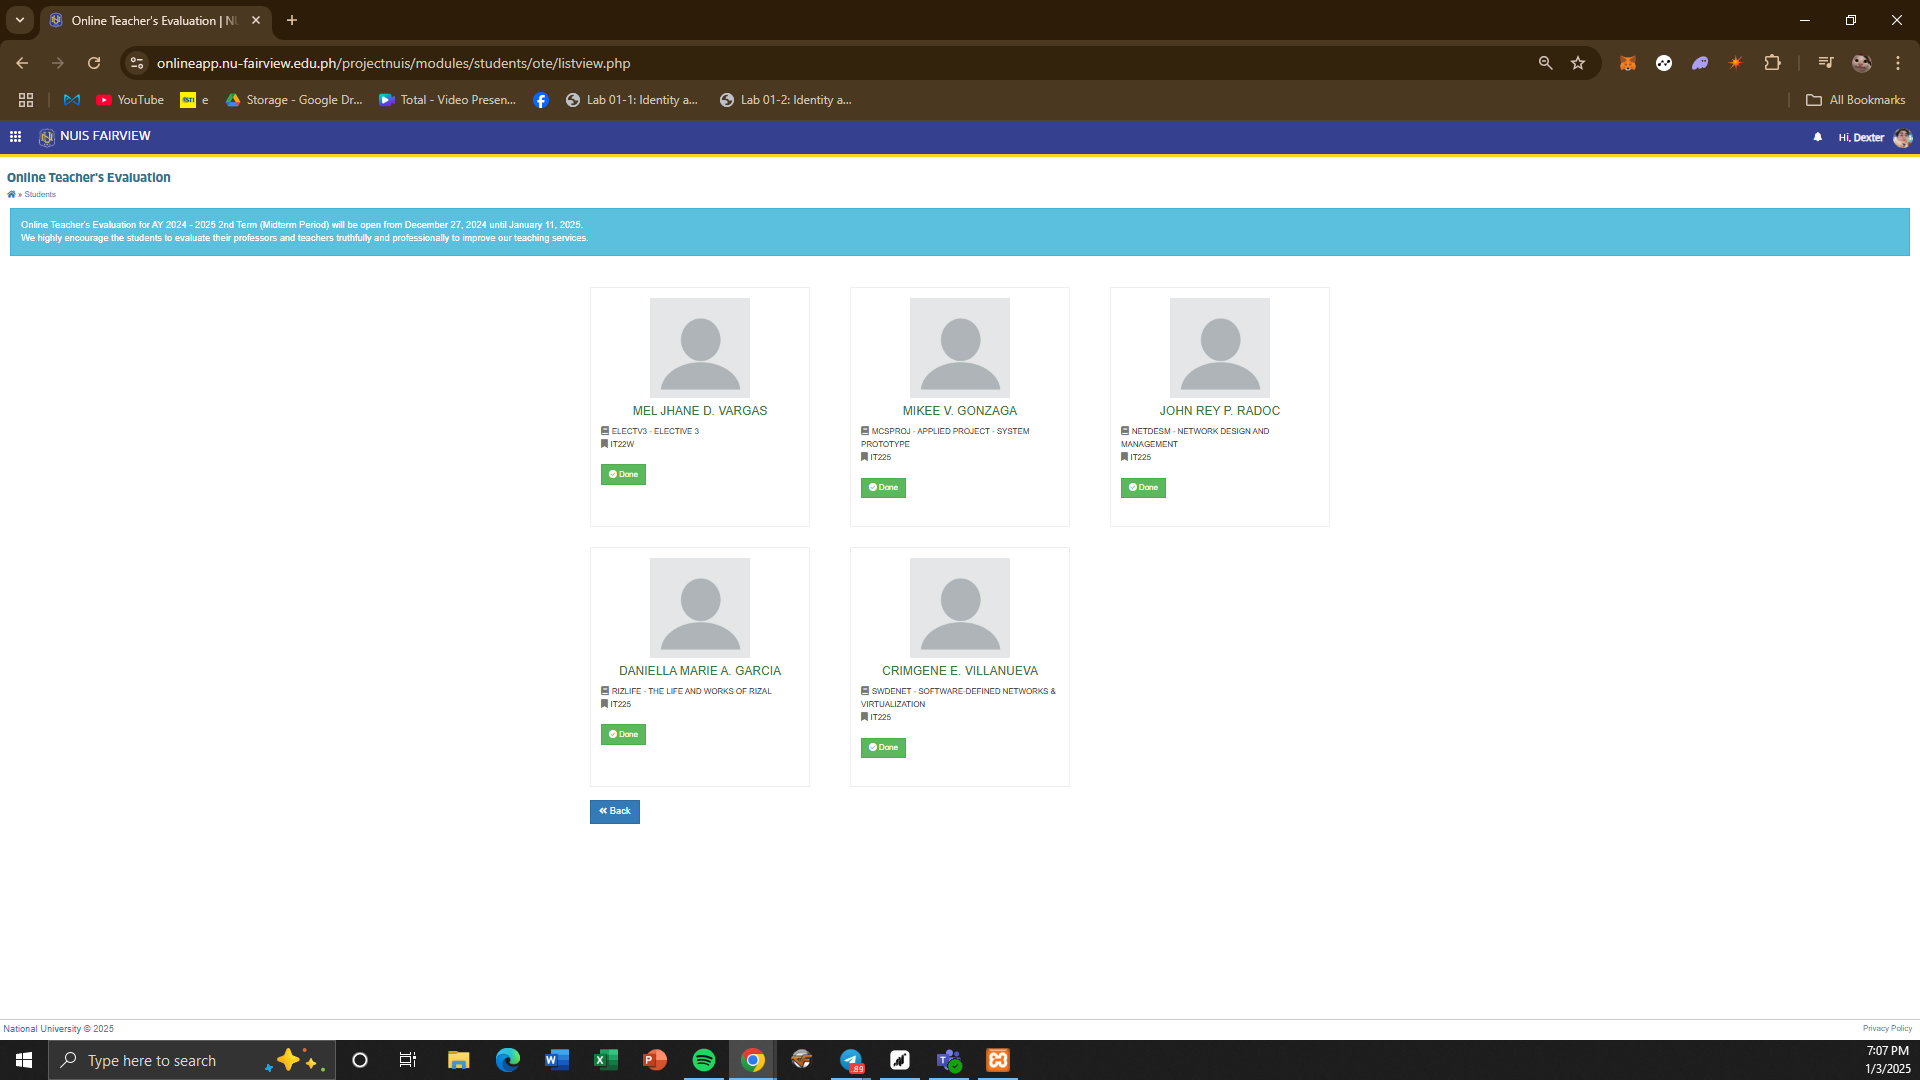 Online Teacher's Evaluation | NU
onlineapp.nu-fairview.edu.ph/projectnuis/modules/students/ote/listview.php
YouTube
STI e
Storage - Google Dr...
Total - Video Presen...
Lab 01-1: Identity a...
Lab 01-2: Identity a...
All Bookmarks
NUIS FAIRVIEW
Hi, Dexter
Online Teacher's Evaluation
» Students
Online Teacher's Evaluation for AY 2024 - 2025 2nd Term (Midterm Period) will be open from December 27, 2024 until January 11, 2025.
We highly encourage the students to evaluate their professors and teachers truthfully and professionally to improve our teaching services.
MEL JHANE D. VARGAS
ELECTV3 - ELECTIVE 3
IT22W
Done
MIKEE V. GONZAGA
MCSPROJ - APPLIED PROJECT - SYSTEM
PROTOTYPE
IT225
Done
JOHN REY P. RADOC
NETDESM - NETWORK DESIGN AND
MANAGEMENT
IT225
Done
DANIELLA MARIE A. GARCIA
RIZLIFE - THE LIFE AND WORKS OF RIZAL
IT225
Done
CRIMGENE E. VILLANUEVA
SWDENET - SOFTWARE-DEFINED NETWORKS &
VIRTUALIZATION
IT225
Done
« Back
National University © 2025
Privacy Policy
Type here to search
7:07 PM
1/3/2025